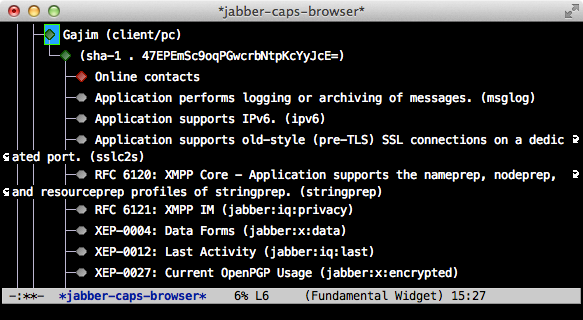 *jabber-caps-browser*
Gajim (client/pc)
(sha-1 . 47EPEmSc9oqPGwcrbNtpKcYyJcE=)
Online contacts
Application performs logging or archiving of messages. (msglog)
Application supports IPv6. (ipv6)
Application supports old-style (pre-TLS) SSL connections on a dedic
ated port. (sslc2s)
RFC 6120: XMPP Core - Application supports the nameprep, nodeprep,
and resourceprep profiles of stringprep. (stringprep)
RFC 6121: XMPP IM (jabber:iq:privacy)
XEP-0004: Data Forms (jabber:x:data)
XEP-0012: Last Activity (jabber:iq:last)
XEP-0027: Current OpenPGP Usage (jabber:x:encrypted)
-:**-  *jabber-caps-browser*    6% L6     (Fundamental Widget) 15:27